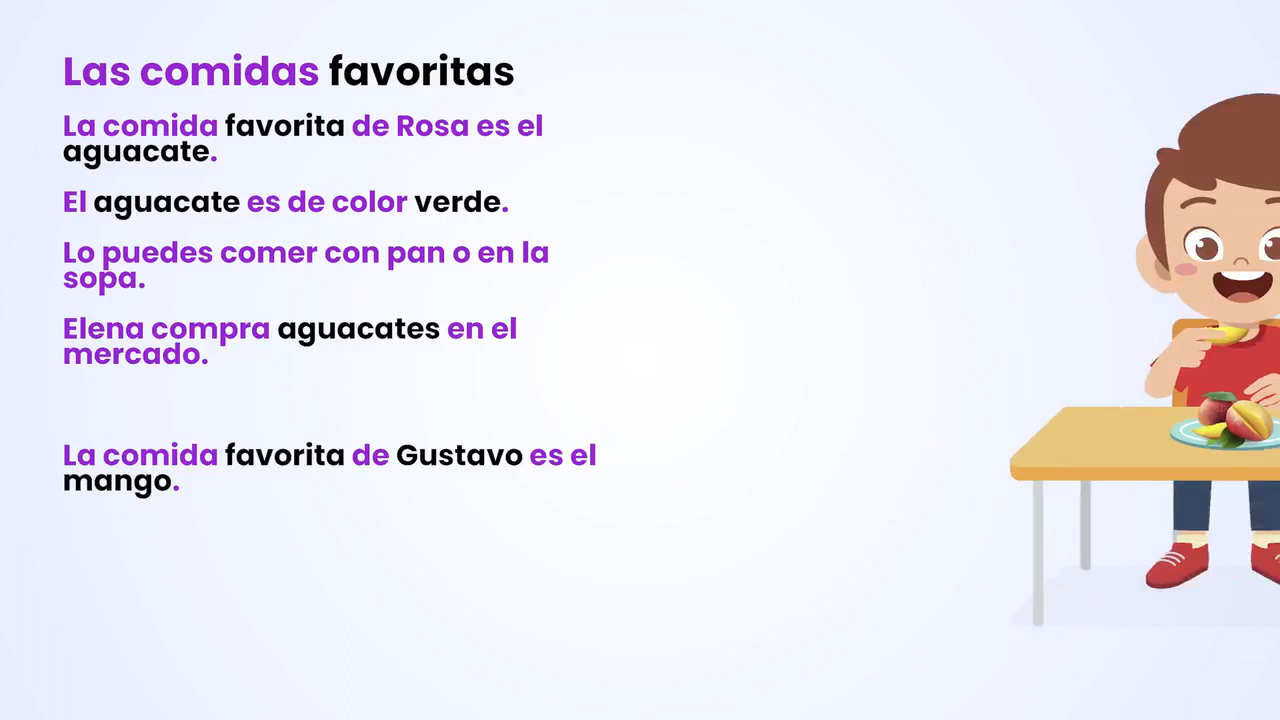 Las comidas favoritas
La comida favorita de Rosa es el
aguacate.
El aguacate es de color verde.
Lo puedes comer con pan o en la
sopa.
Elena compra aguacates en el
mercado.
La comida favorita de Gustavo es el
mango.